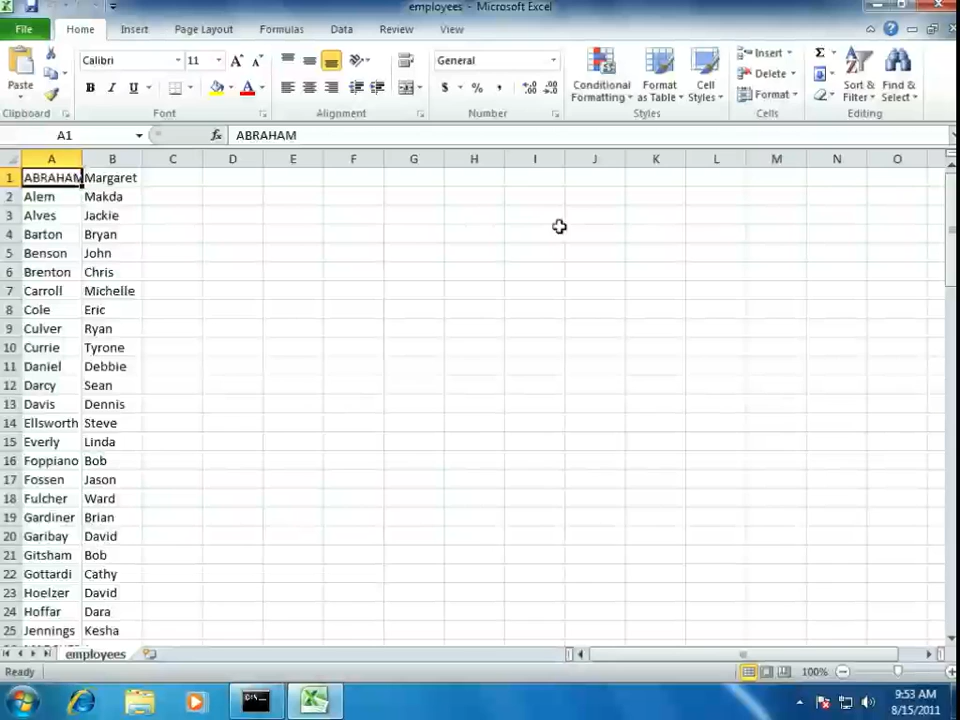 employees - Microsoft Excel
File Home Insert Page Layout Formulas Data Review View
Calibri 11 General Insert
Paste B I U A $ % , Conditional Formatting Format as Table Cell Styles Delete Format Sort & Filter Find & Select
Font Alignment Number Styles Cells Editing
A1 fx ABRAHAM
A B C D E F G H I J K L M N O
1 ABRAHAM Margaret
2 Alem Makda
3 Alves Jackie
4 Barton Bryan
5 Benson John
6 Brenton Chris
7 Carroll Michelle
8 Cole Eric
9 Culver Ryan
10 Currie Tyrone
11 Daniel Debbie
12 Darcy Sean
13 Davis Dennis
14 Ellsworth Steve
15 Everly Linda
16 Foppiano Bob
17 Fossen Jason
18 Fulcher Ward
19 Gardiner Brian
20 Garibay David
21 Gitsham Bob
22 Gottardi Cathy
23 Hoelzer David
24 Hoffar Dara
25 Jennings Kesha
employees
Ready 100%
9:53 AM
8/15/2011